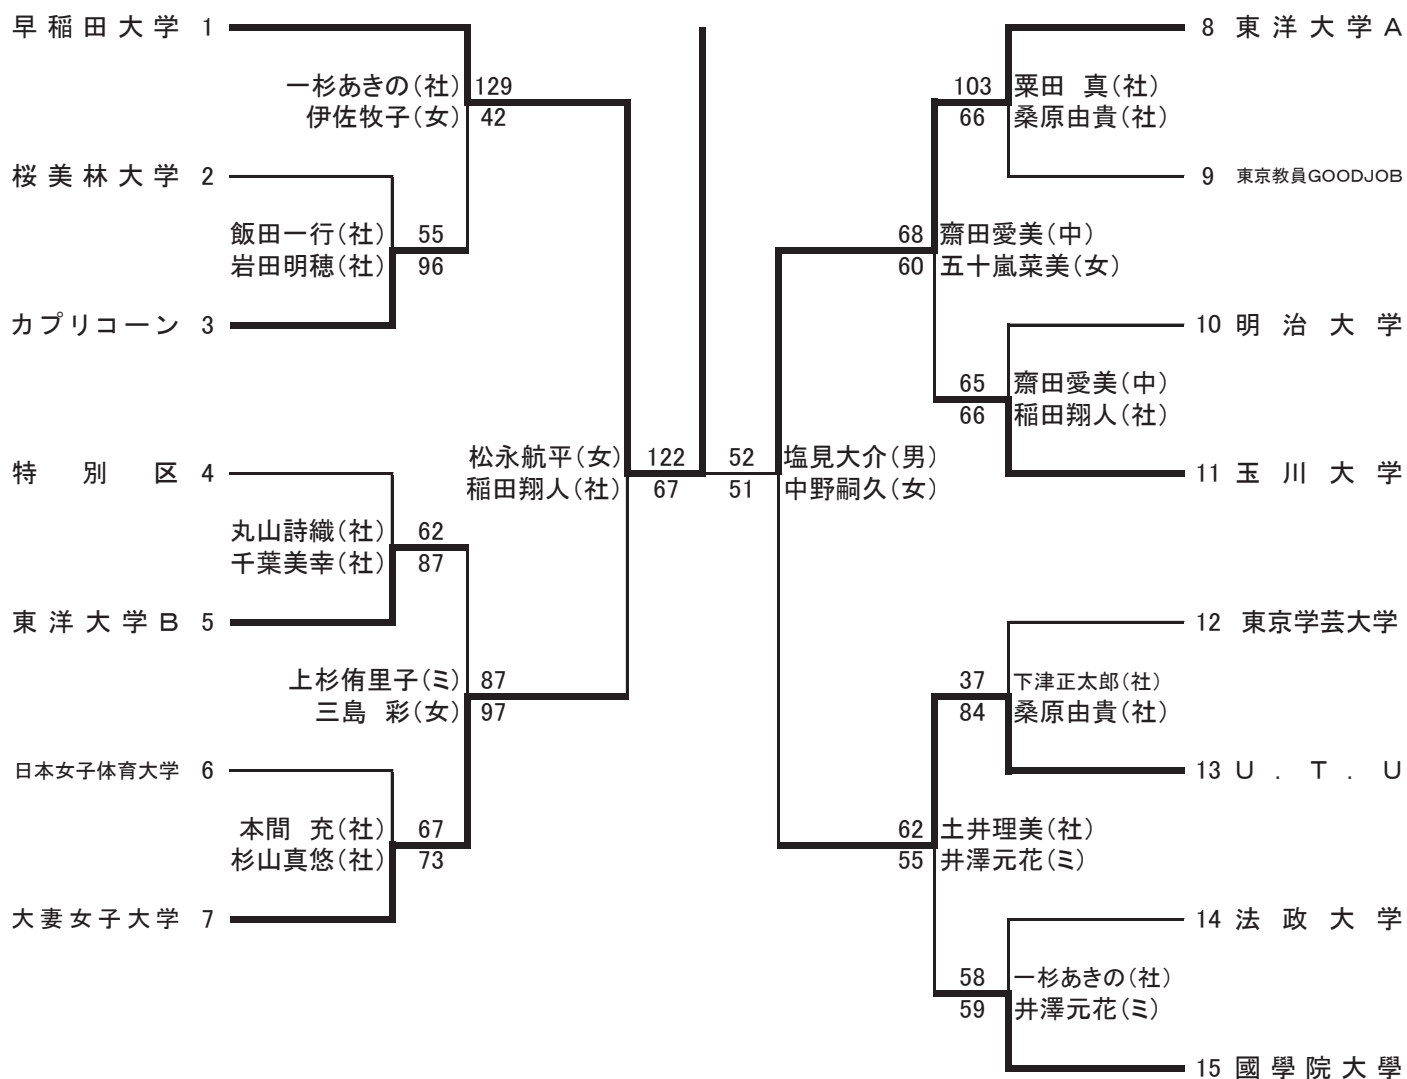 早稲田大学 1
一杉あきの(社) 129
伊佐牧子(女) 42
桜美林大学 2
飯田一行(社) 55
岩田明穂(社) 96
カプリコーン 3
特別区 4
丸山詩織(社) 62
千葉美幸(社) 87
東洋大学B 5
上杉侑里子(ミ) 87
三島 彩(女) 97
日本女子体育大学 6
本間 充(社) 67
杉山真悠(社) 73
大妻女子大学 7
松永航平(女) 122
稲田翔人(社) 67
52 塩見大介(男)
51 中野嗣久(女)
8 東洋大学A
103 粟田 真(社)
66 桑原由貴(社)
9 東京教員GOODJOB
68 齋田愛美(中)
60 五十嵐菜美(女)
10 明治大学
65 齋田愛美(中)
66 稲田翔人(社)
11 玉川大学
12 東京学芸大学
37 下津正太郎(社)
84 桑原由貴(社)
13 U.T.U
62 土井理美(社)
55 井澤元花(ミ)
14 法政大学
58 一杉あきの(社)
59 井澤元花(ミ)
15 國學院大學